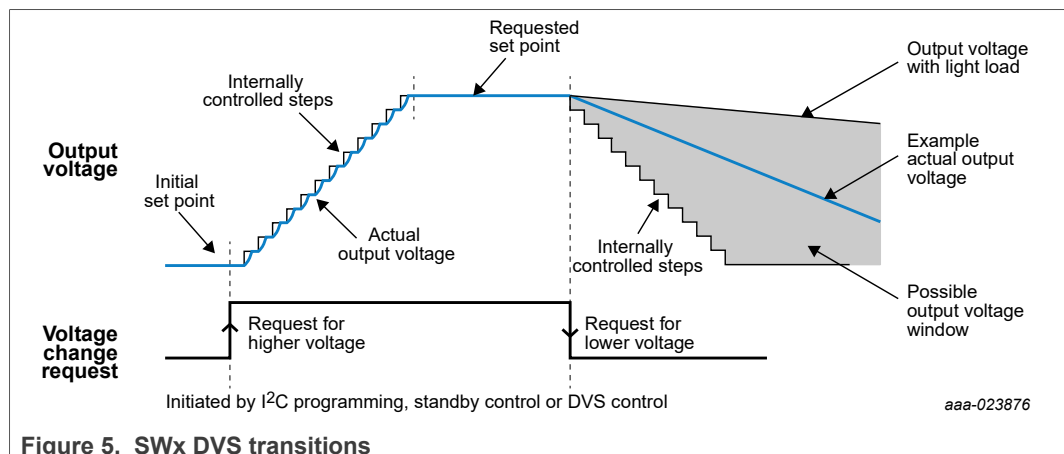 Requested
set point
Output voltage
with light load
Internally
controlled steps
Output
voltage
Example
actual output
voltage
Initial
set point
Actual
output voltage
Internally
controlled steps
Possible
output voltage
window
Voltage
change
request
Request for
higher voltage
Request for
lower voltage
Initiated by I²C programming, standby control or DVS control
aaa-023876
Figure 5. SWx DVS transitions